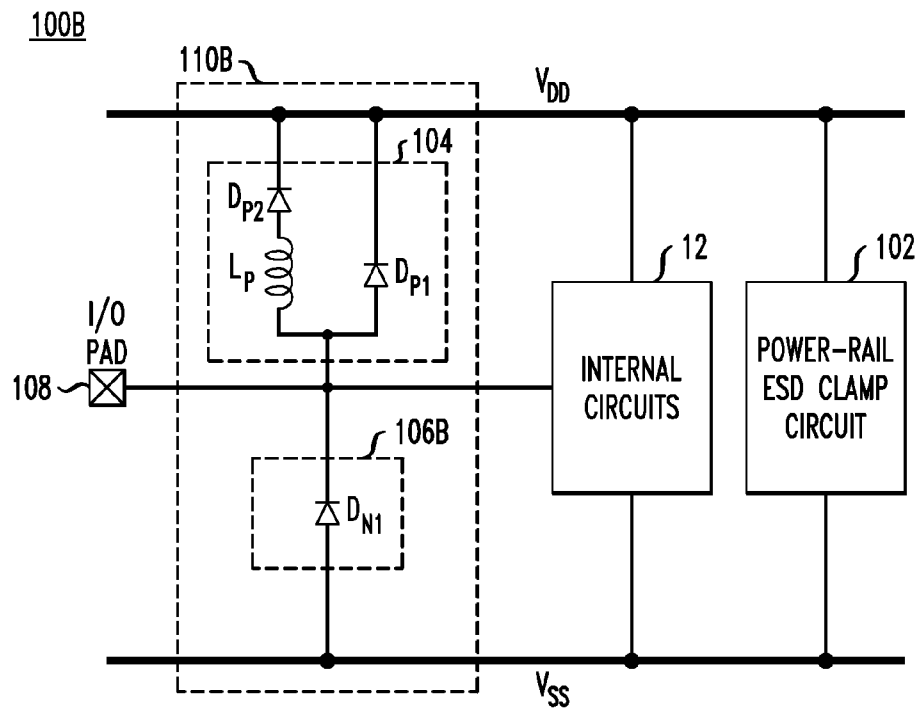 100B
110B
V_DD
104
D_P2
L_P
D_P1
12
102
I/O
PAD
108
INTERNAL
CIRCUITS
POWER-RAIL
ESD CLAMP
CIRCUIT
106B
D_N1
V_SS